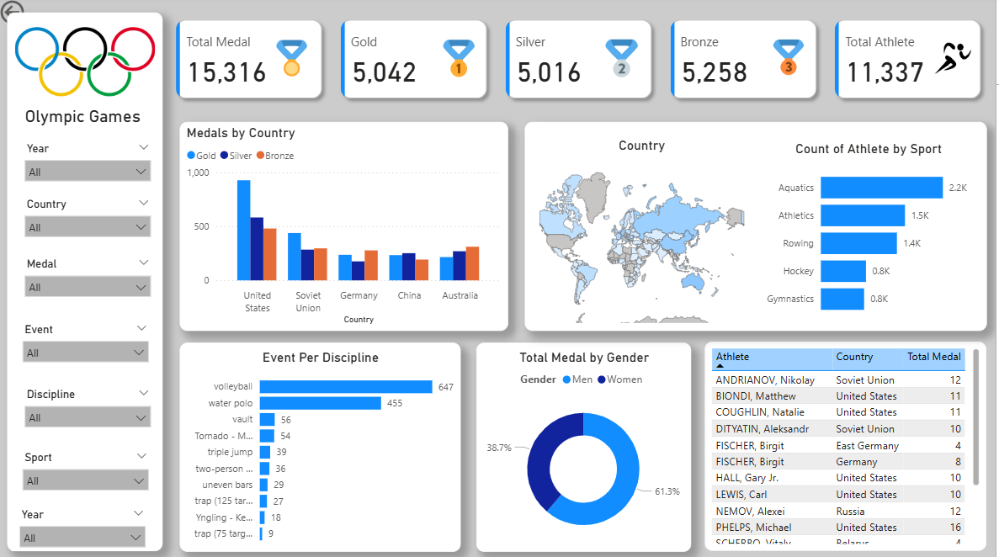 Olympic Games
Year
All
Country
All
Medal
All
Event
All
Discipline
All
Sport
All
Year
All
Total Medal
15,316
Gold
5,042
1
Silver
5,016
2
Bronze
5,258
3
Total Athlete
11,337
Medals by Country
Gold Silver Bronze
1,000
500
0
United States
Soviet Union
Germany
China
Australia
Country
Country
Count of Athlete by Sport
Aquatics 2.2K
Athletics 1.5K
Rowing 1.4K
Hockey 0.8K
Gymnastics 0.8K
Event Per Discipline
volleyball 647
water polo 455
vault 56
Tornado - M... 54
triple jump 39
two-person ... 36
uneven bars 29
trap (125 tar... 27
Yngling - Ke... 18
trap (75 targ... 9
Total Medal by Gender
Gender Men Women
38.7%
61.3%
Athlete Country Total Medal
ANDRIANOV, Nikolay Soviet Union 12
BIONDI, Matthew United States 11
COUGHLIN, Natalie United States 11
DITYATIN, Aleksandr Soviet Union 10
FISCHER, Birgit East Germany 4
FISCHER, Birgit Germany 8
HALL, Gary Jr. United States 10
LEWIS, Carl United States 10
NEMOV, Alexei Russia 12
PHELPS, Michael United States 16
SCHERBO, Vitaly Belarus 4